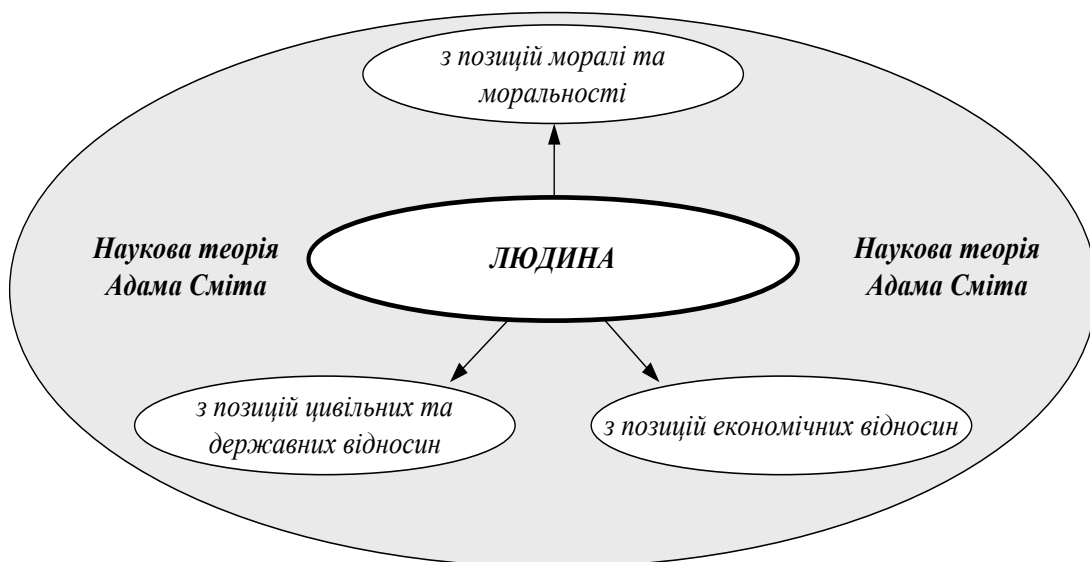 з позицій моралі та
моральності
Наукова теорія
Адама Сміта
ЛЮДИНА
Наукова теорія
Адама Сміта
з позицій цивільних та
державних відносин
з позицій економічних відносин